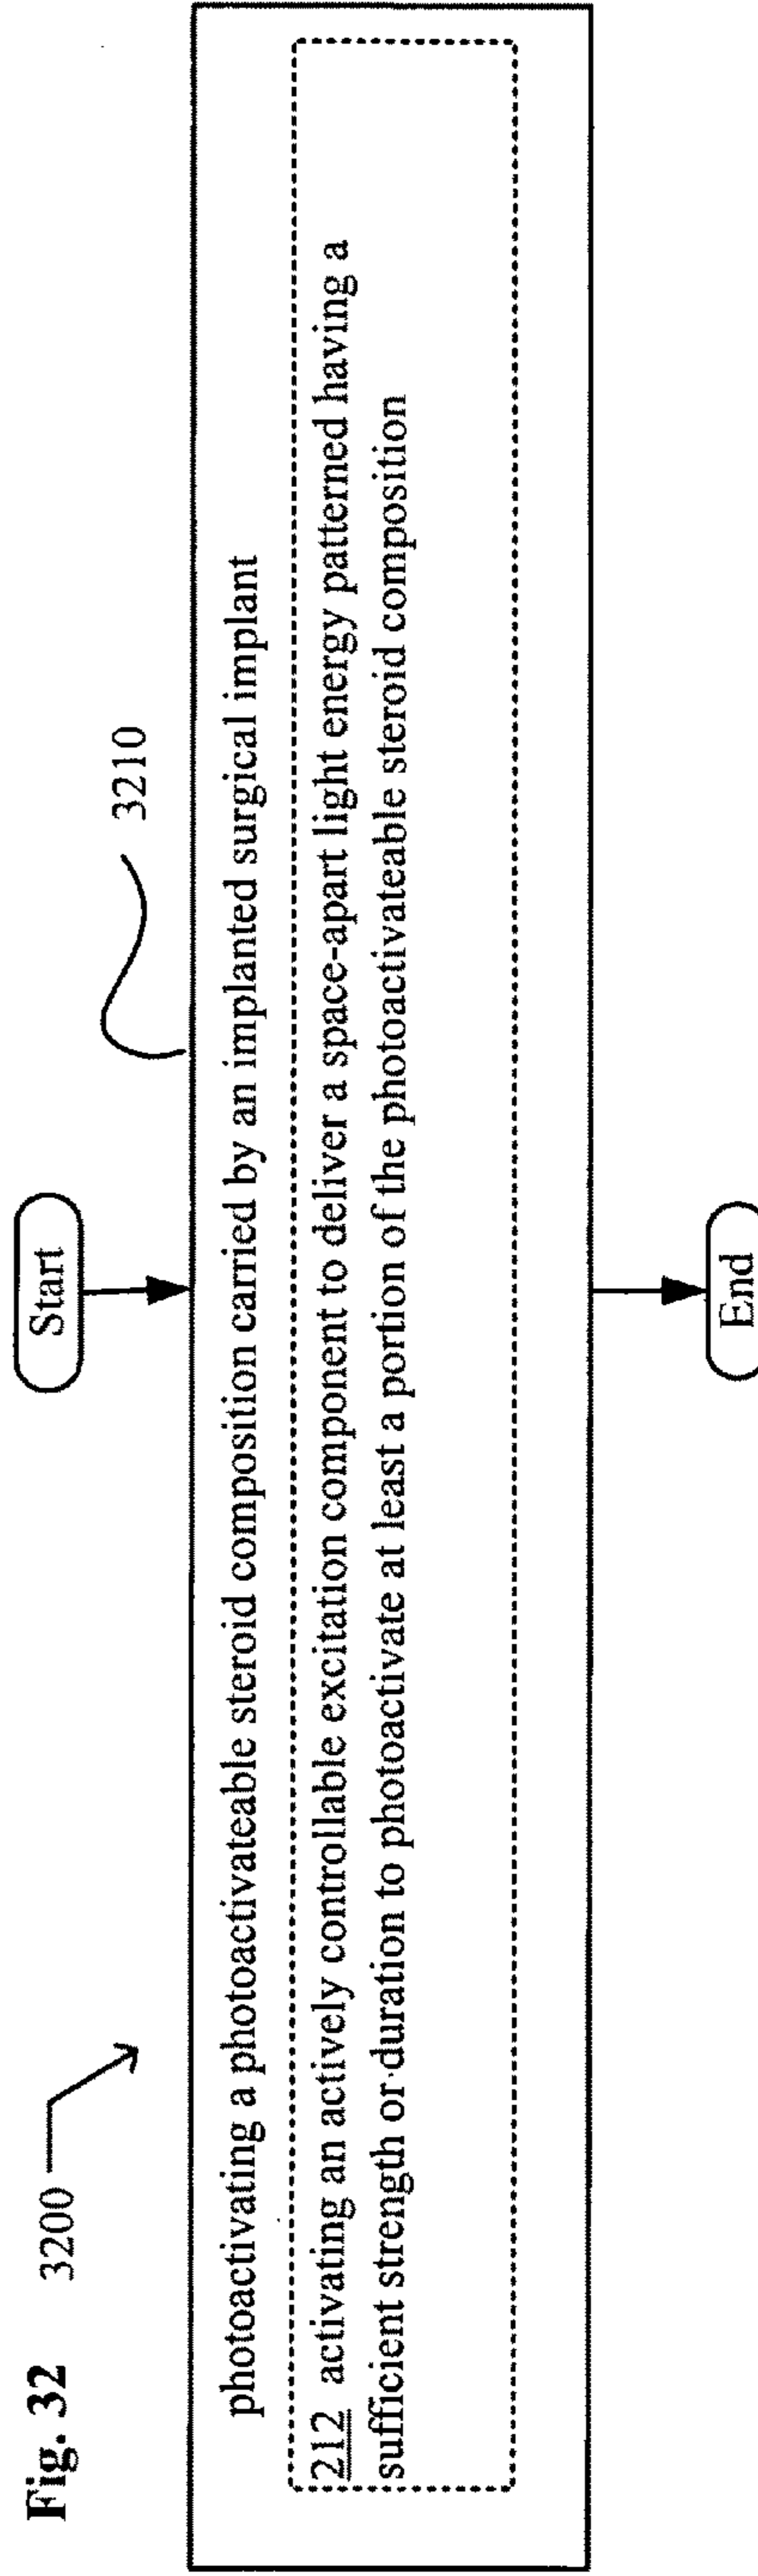 Fig. 32
3200
Start
3210
photoactivating a photoactivateable steroid composition carried by an implanted surgical implant
212 activating an actively controllable excitation component to deliver a space-apart light energy patterned having a
sufficient strength or duration to photoactivate at least a portion of the photoactivateable steroid composition
End